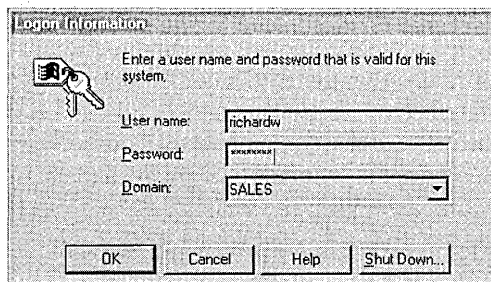 Logon Information
Enter a user name and password that is valid for this
system.
User name: richardw
Password: ********
Domain: SALES
OK Cancel Help Shut Down...